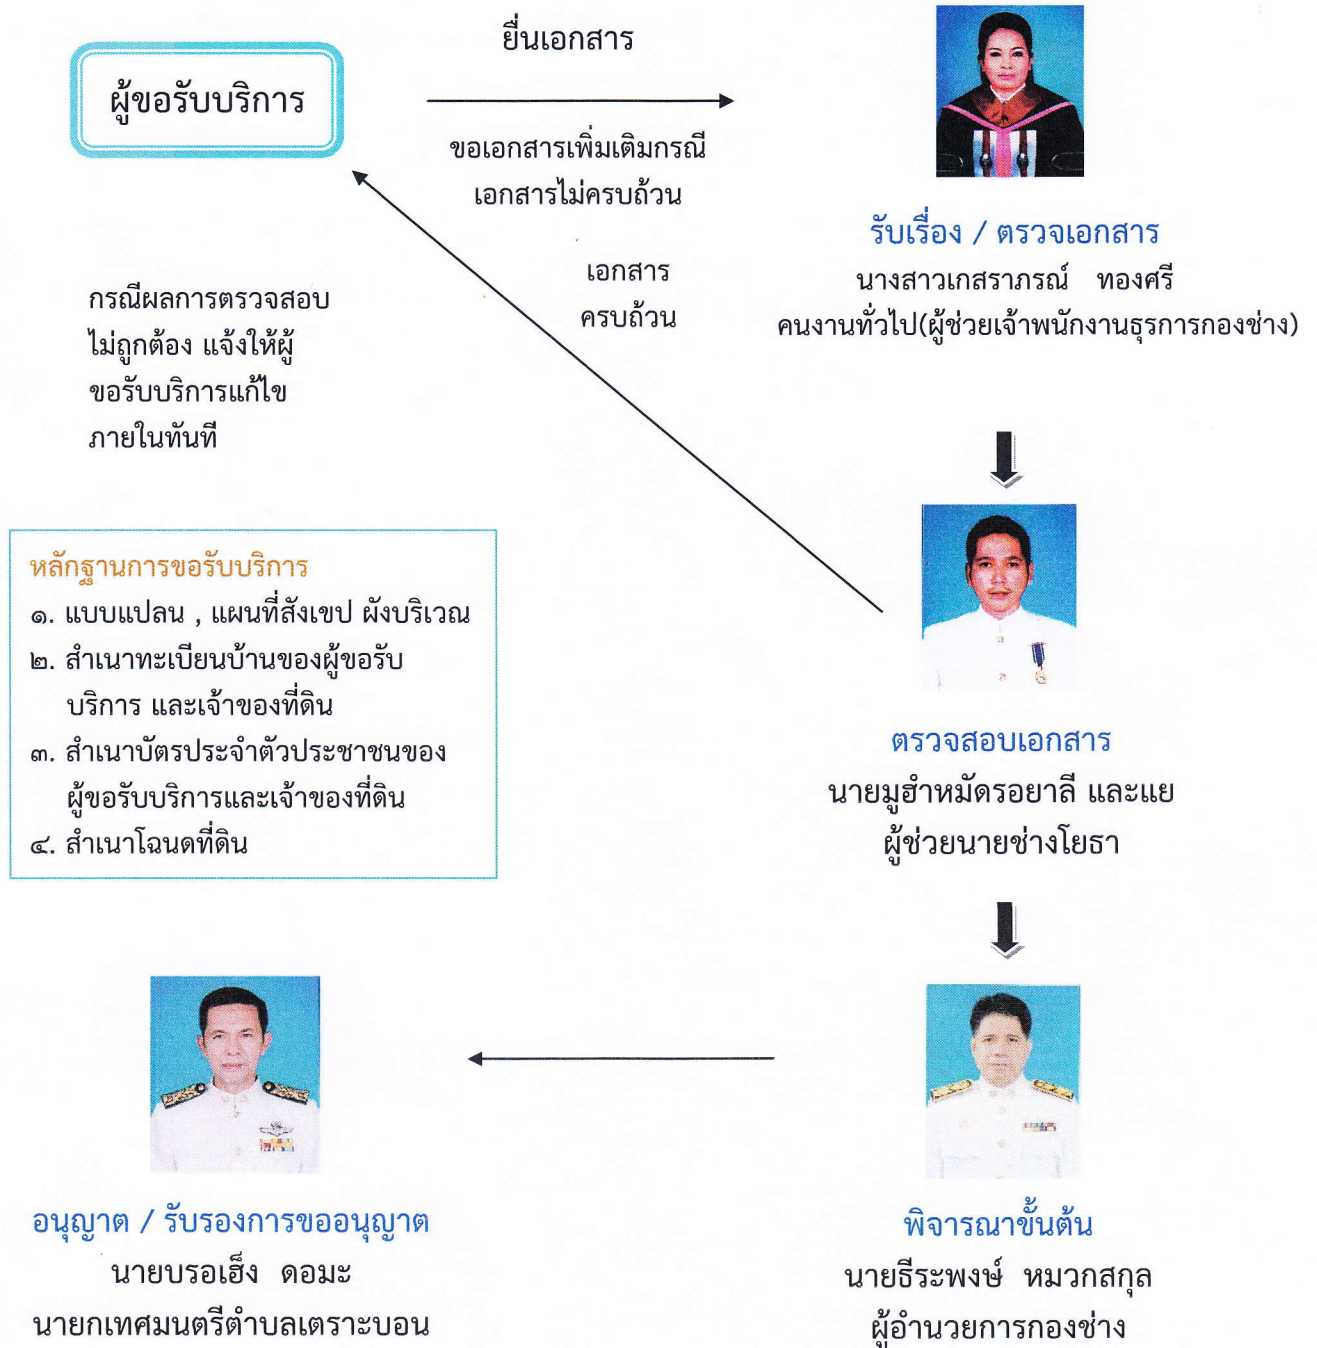 ยื่นเอกสาร
ผู้ขอรับบริการ
ขอเอกสารเพิ่มเติมกรณี
เอกสารไม่ครบถ้วน
รับเรื่อง / ตรวจเอกสาร
นางสาวเกสราภรณ์ ทองศรี
คนงานทั่วไป(ผู้ช่วยเจ้าพนักงานธุรการกองช่าง)
เอกสาร
ครบถ้วน
กรณีผลการตรวจสอบ
ไม่ถูกต้อง แจ้งให้ผู้
ขอรับบริการแก้ไข
ภายในทันที
หลักฐานการขอรับบริการ
๑. แบบแปลน , แผนที่สังเขป ผังบริเวณ
๒. สำเนาทะเบียนบ้านของผู้ขอรับ
บริการ และเจ้าของที่ดิน
๓. สำเนาบัตรประจำตัวประชาชนของ
ผู้ขอรับบริการและเจ้าของที่ดิน
๔. สำเนาโฉนดที่ดิน
ตรวจสอบเอกสาร
นายมูฮำหมัดรอยาลี และแย
ผู้ช่วยนายช่างโยธา
พิจารณาขั้นต้น
นายธีระพงษ์ หมวกสกุล
ผู้อำนวยการกองช่าง
อนุญาต / รับรองการขออนุญาต
นายบรอเฮ็ง ดอมะ
นายกเทศมนตรีตำบลเตราะบอน